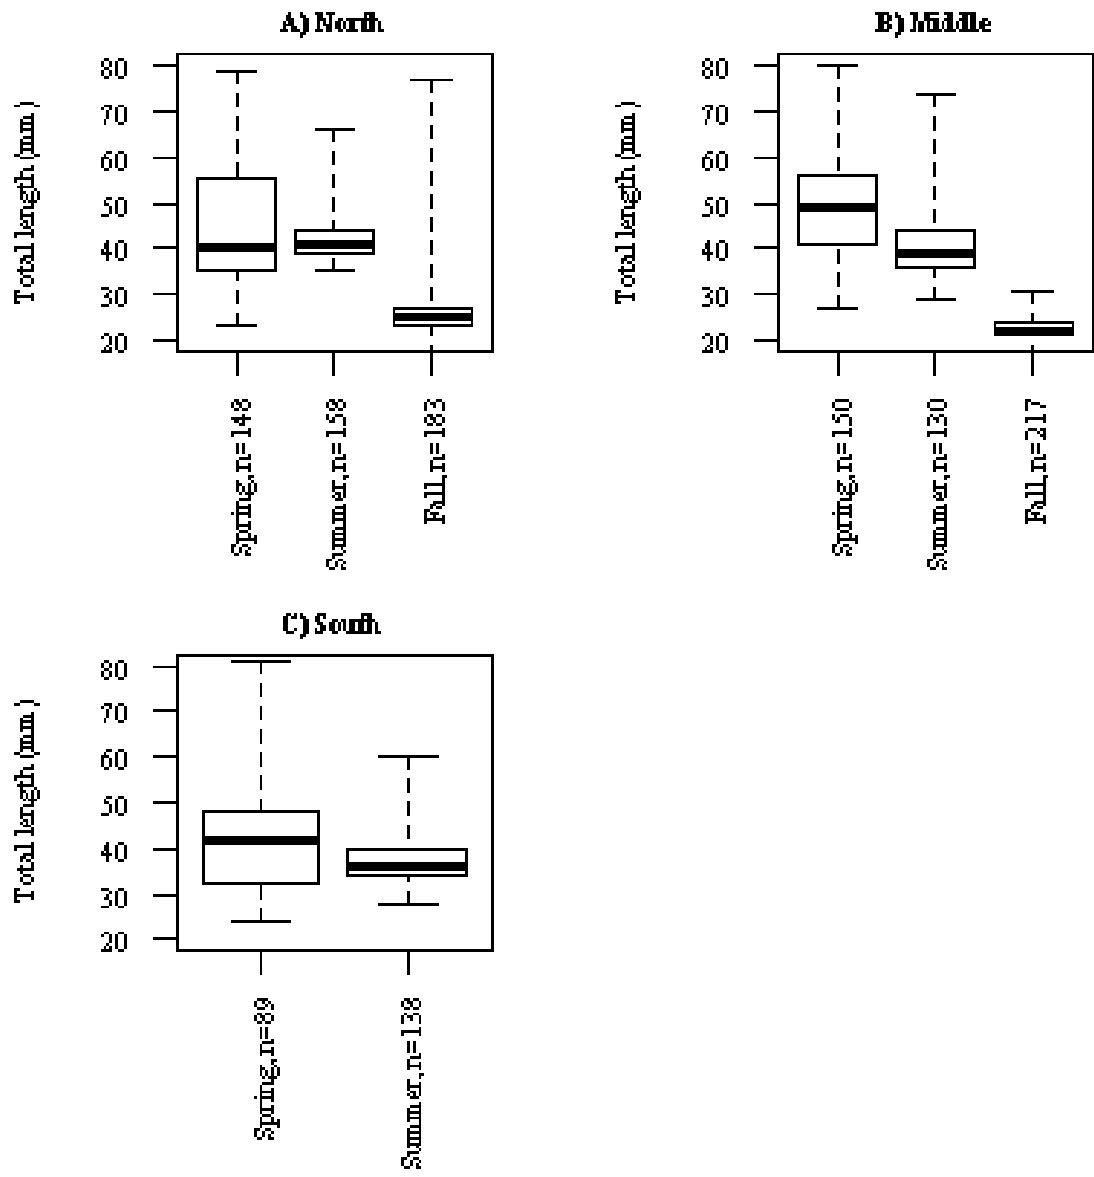 A) North
Total length (mm)
80
70
60
50
40
30
20
Spring,n=148
Summer,n=158
Fall,n=183
B) Middle
Total length (mm)
80
70
60
50
40
30
20
Spring,n=150
Summer,n=130
Fall,n=217
C) South
Total length (mm)
80
70
60
50
40
30
20
Spring,n=89
Summer,n=138